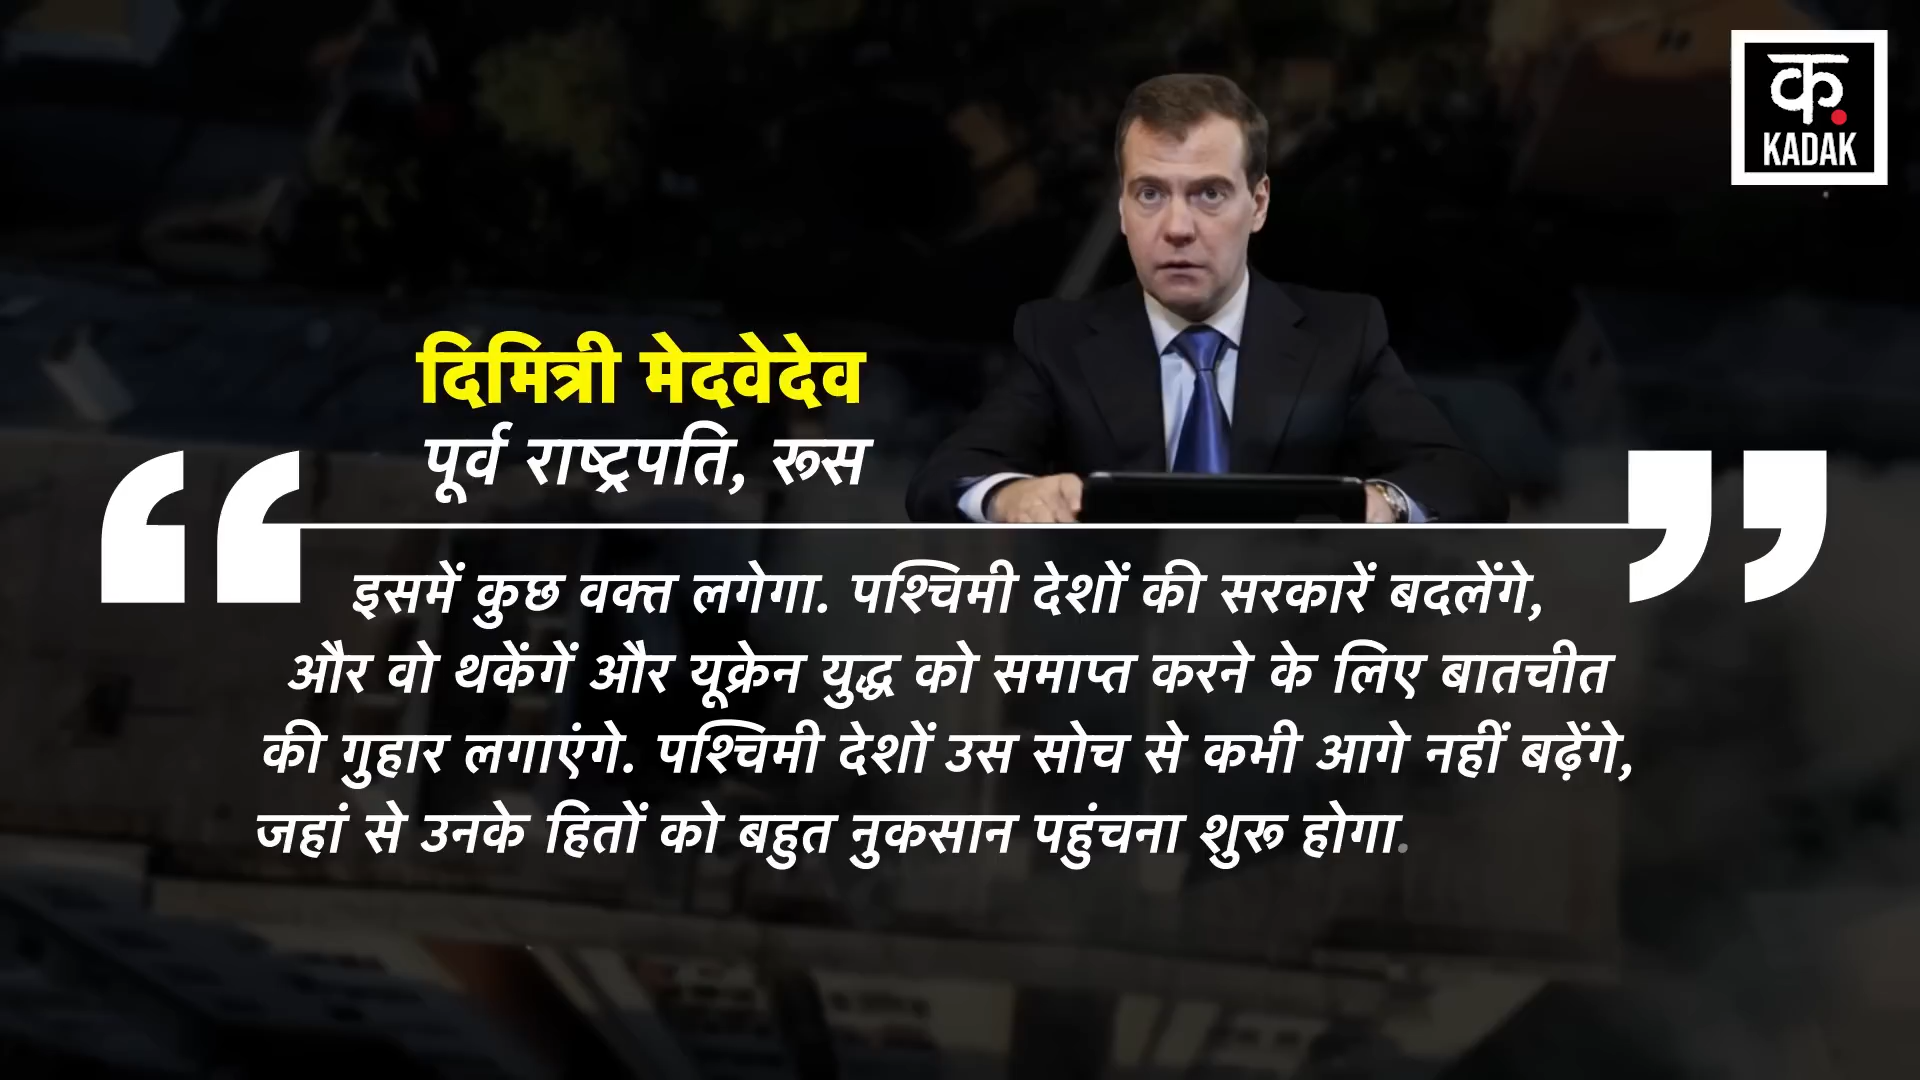 क.
KADAK
दिमित्री मेदवेदेव
पूर्व राष्ट्रपति, रूस
“ ”
इसमें कुछ वक्त लगेगा. पश्चिमी देशों की सरकारें बदलेंगे,
और वो थकेंगें और यूक्रेन युद्ध को समाप्त करने के लिए बातचीत
की गुहार लगाएंगे. पश्चिमी देशों उस सोच से कभी आगे नहीं बढ़ेंगे,
जहां से उनके हितों को बहुत नुकसान पहुंचना शुरू होगा.